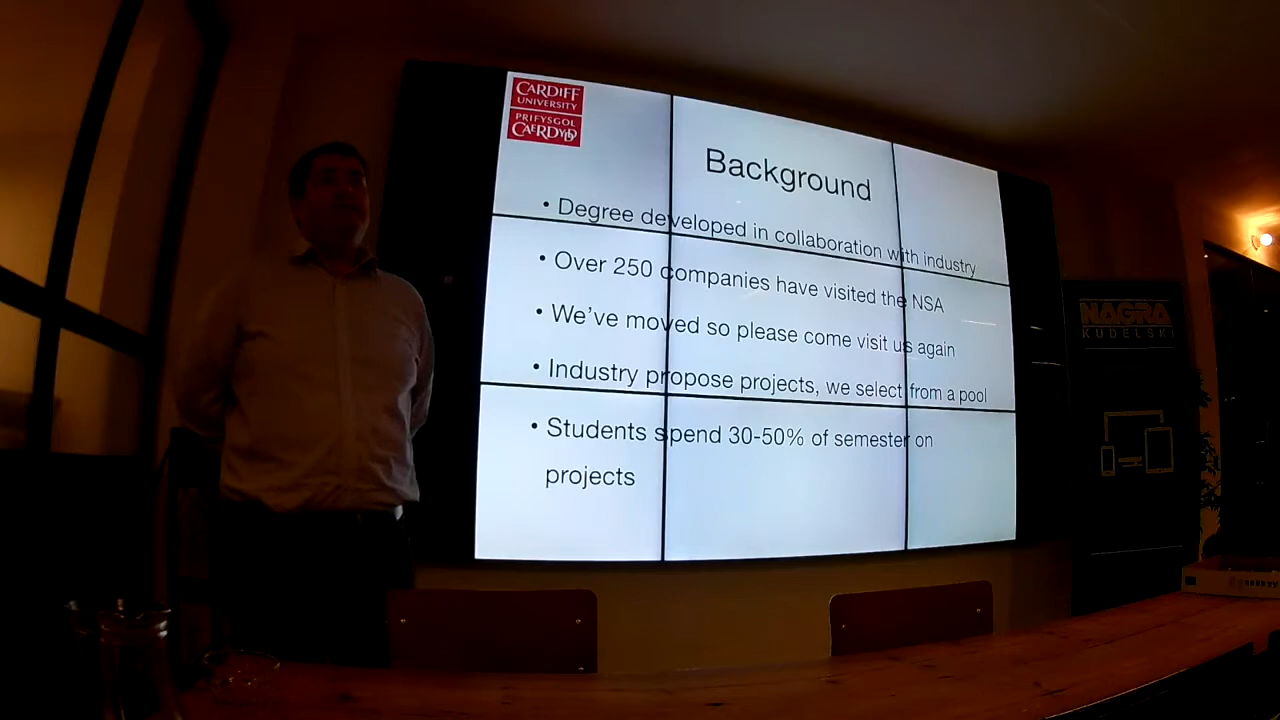 CARDIFF
UNIVERSITY
PRIFYSGOL
CAERDYDD
Background
• Degree developed in collaboration with industry
• Over 250 companies have visited the NSA
• We've moved so please come visit us again
• Industry propose projects, we select from a pool
• Students spend 30-50% of semester on
projects
NAGRA
KUDELSKI